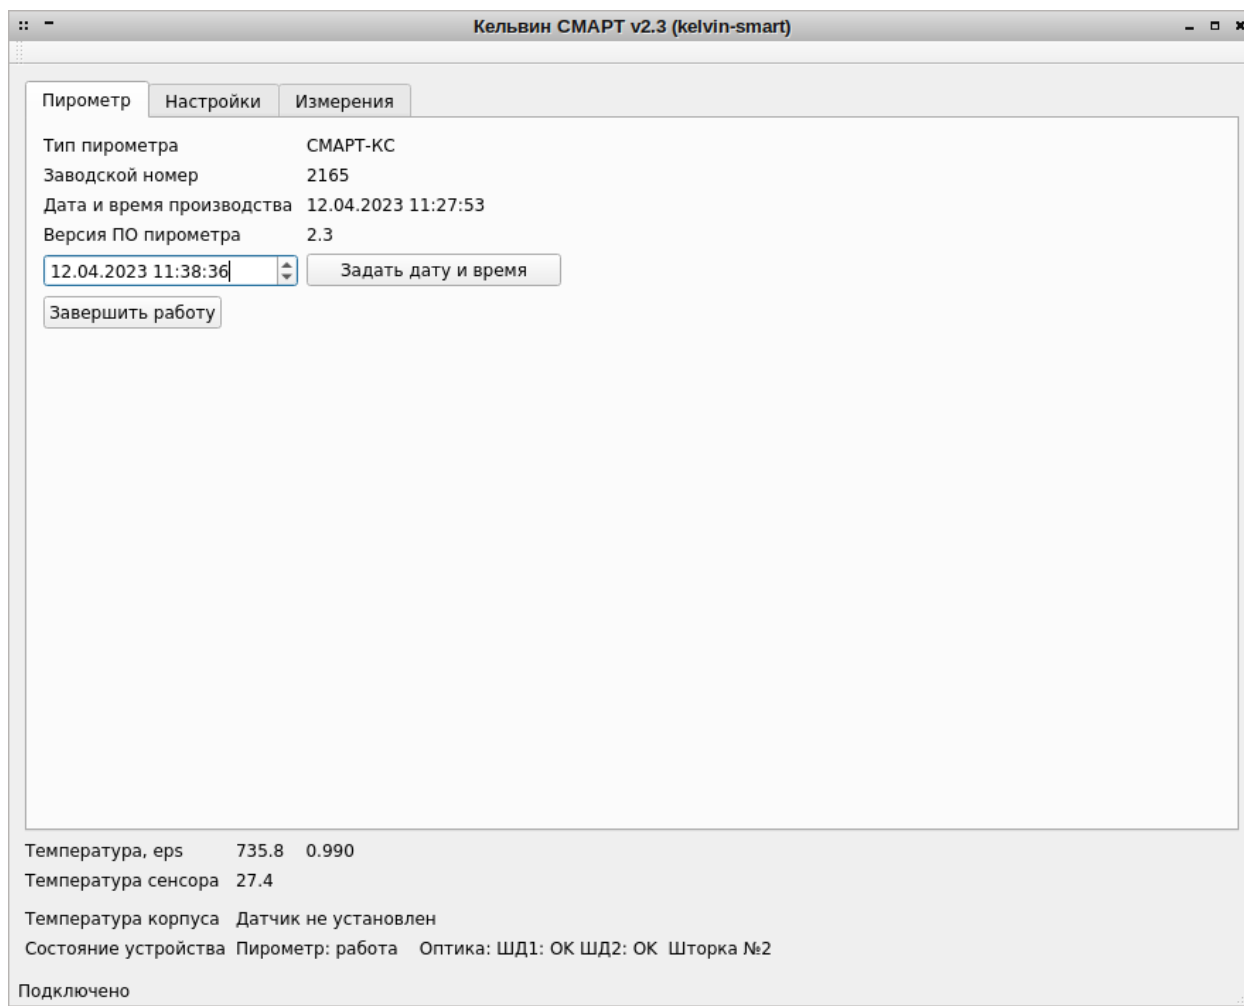 Кельвин СМАРТ v2.3 (kelvin-smart)
Пирометр Настройки Измерения
Тип пирометра СМАРТ-КС
Заводской номер 2165
Дата и время производства 12.04.2023 11:27:53
Версия ПО пирометра 2.3
12.04.2023 11:38:36 Задать дату и время
Завершить работу
Температура, eps 735.8 0.990
Температура сенсора 27.4
Температура корпуса Датчик не установлен
Состояние устройства Пирометр: работа Оптика: ШД1: OK ШД2: OK Шторка №2
Подключено